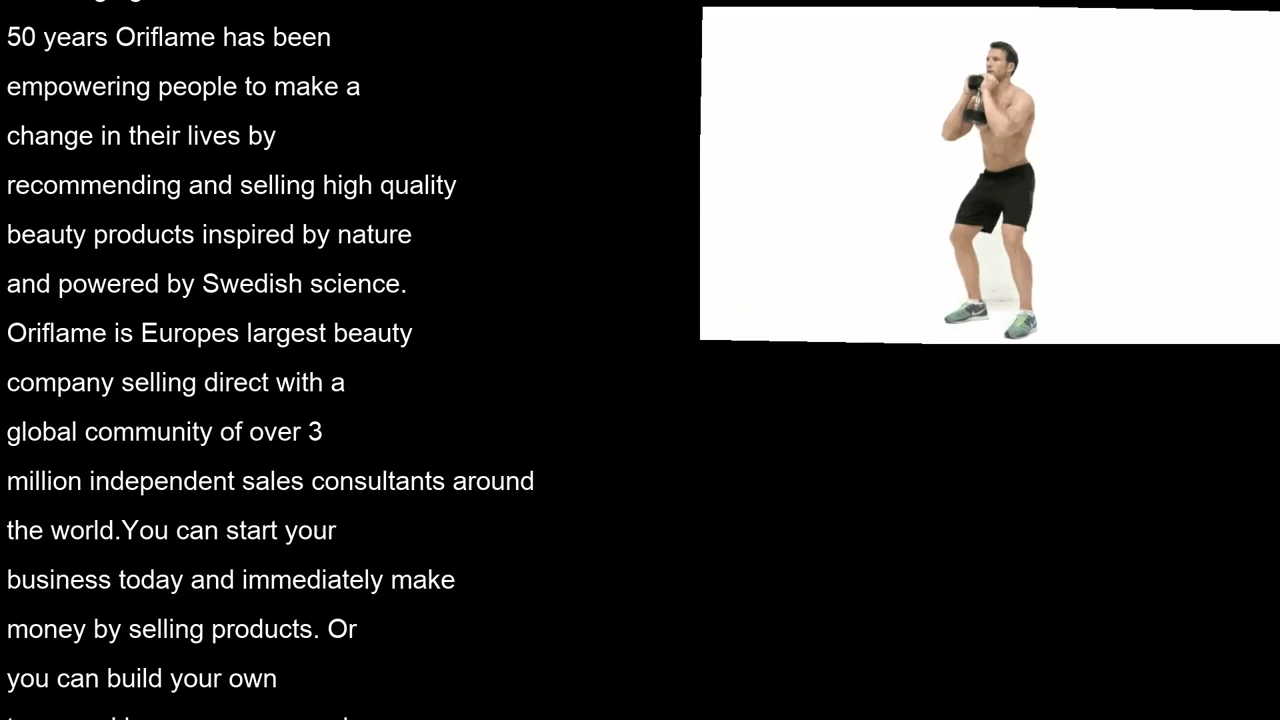 50 years Oriflame has been
empowering people to make a
change in their lives by
recommending and selling high quality
beauty products inspired by nature
and powered by Swedish science.
Oriflame is Europes largest beauty
company selling direct with a
global community of over 3
million independent sales consultants around
the world.You can start your
business today and immediately make
money by selling products. Or
you can build your own